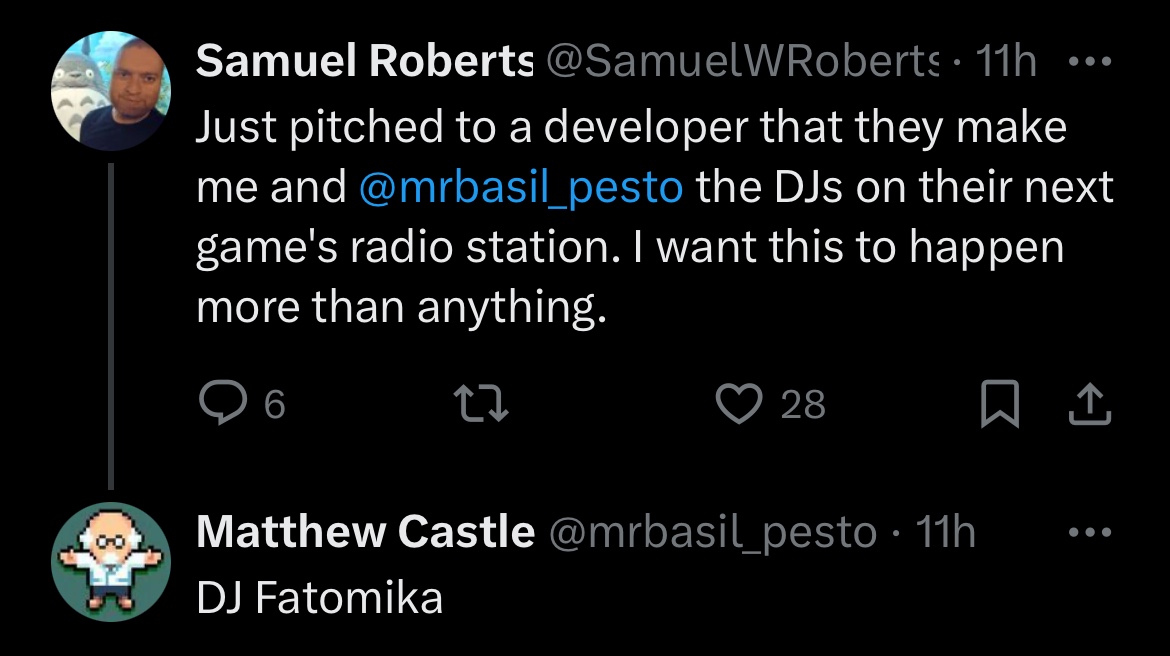 Samuel Roberts @SamuelWRoberts · 11h
Just pitched to a developer that they make
me and @mrbasil_pesto the DJs on their next
game's radio station. I want this to happen
more than anything.
6 28
Matthew Castle @mrbasil_pesto · 11h
DJ Fatomika